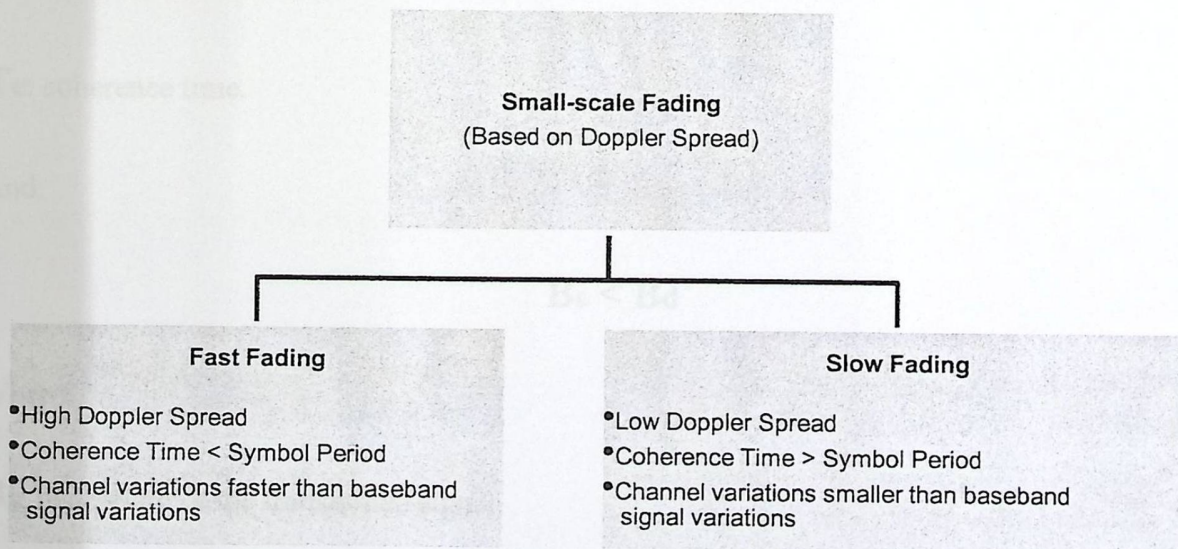 Small-scale Fading
(Based on Doppler Spread)
Fast Fading
•High Doppler Spread
•Coherence Time < Symbol Period
•Channel variations faster than baseband
signal variations
Slow Fading
•Low Doppler Spread
•Coherence Time > Symbol Period
•Channel variations smaller than baseband
signal variations